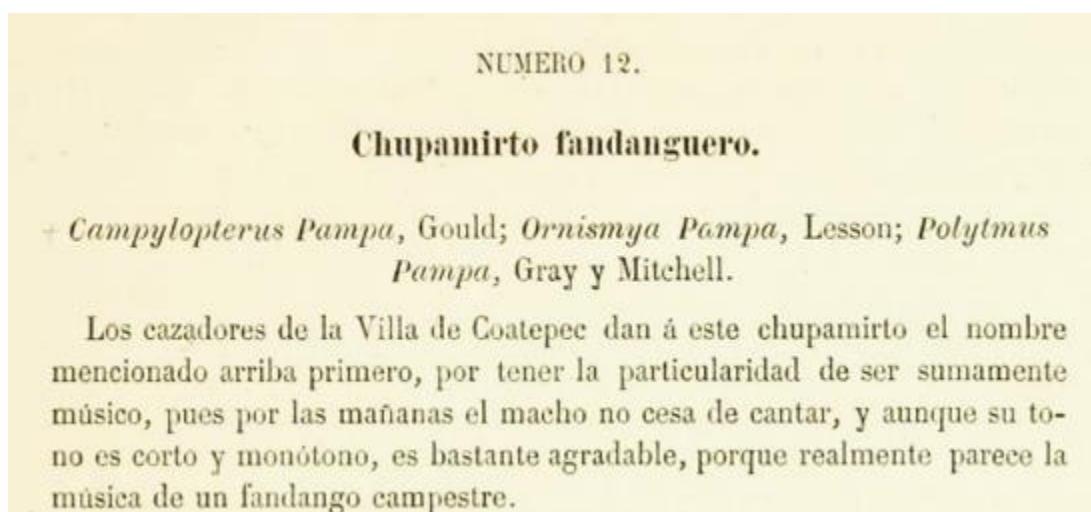 NUMERO 12.
Chupamirto fandanguero.
Campylopterus Pampa, Gould; Ornismya Pampa, Lesson; Polytmus
Pampa, Gray y Mitchell.
Los cazadores de la Villa de Coatepec dan á este chupamirto el nombre
mencionado arriba primero, por tener la particularidad de ser sumamente
músico, pues por las mañanas el macho no cesa de cantar, y aunque su to-
no es corto y monótono, es bastante agradable, porque realmente parece la
música de un fandango campestre.